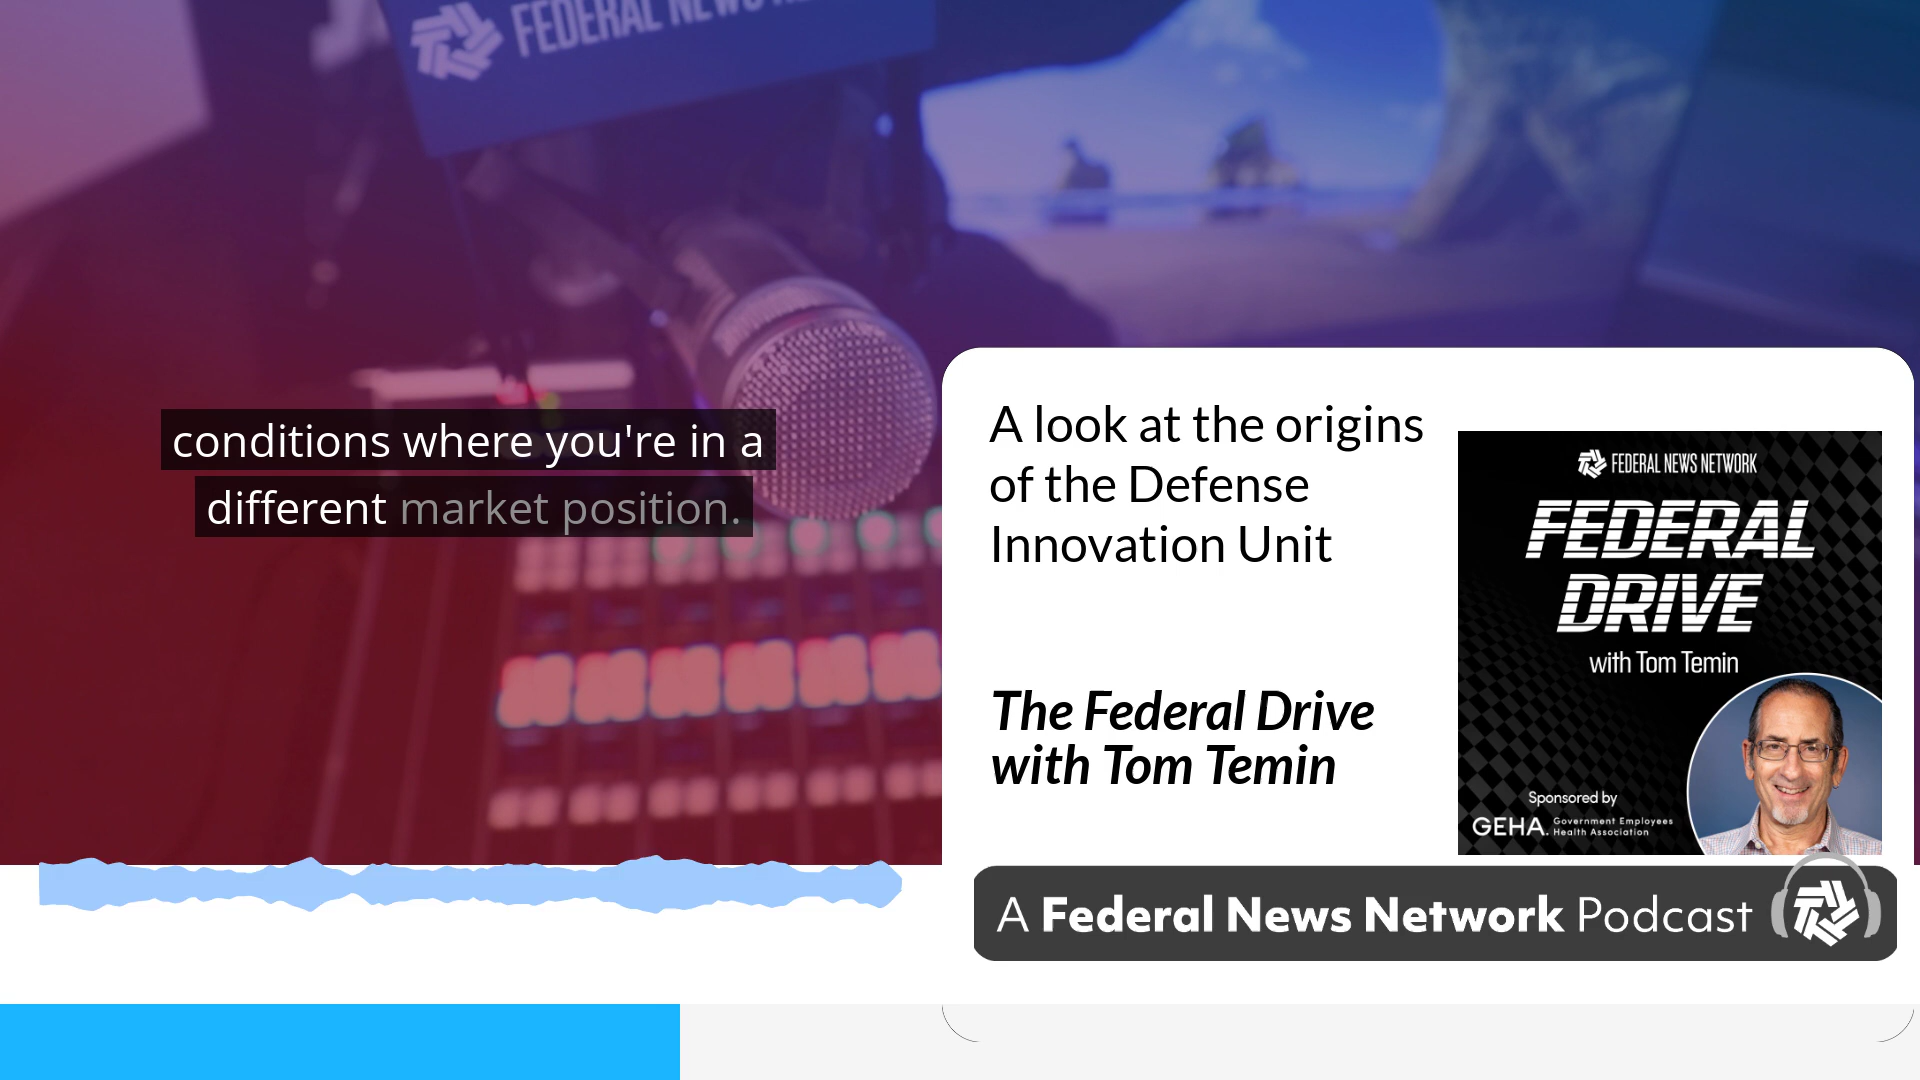 FEDERAL NEWS
conditions where you're in a
different market position.
A look at the origins
of the Defense
Innovation Unit
The Federal Drive
with Tom Temin
FEDERAL NEWS NETWORK
FEDERAL
DRIVE
with Tom Temin
Sponsored by
GEHA. Government Employees
Health Association
A Federal News Network Podcast